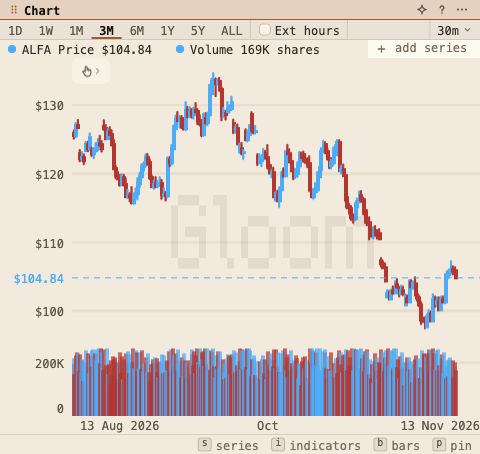 Chart
?
1D 1W 1M 3M 6M 1Y 5Y ALL Ext hours 30m
ALFA Price $104.84 Volume 169K shares + add series
$130
$120
Gloom
$110
$104.84
$100
200K
0
13 Aug 2026 Oct 13 Nov 2026
s series i indicators b bars p pin